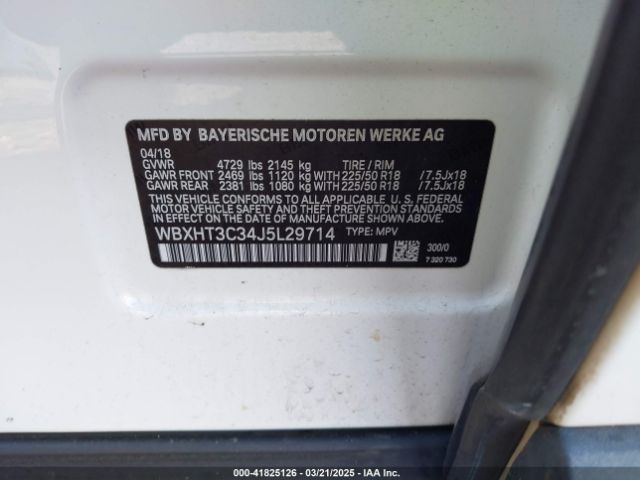 MFD BY BAYERISCHE MOTOREN WERKE AG
04/18
GVWR 4729 lbs 2145 kg TIRE / RIM
GAWR FRONT 2469 lbs 1120 kg WITH 225/50 R18 / 7.5Jx18
GAWR REAR 2381 lbs 1080 kg WITH 225/50 R18 / 7.5Jx18
THIS VEHICLE CONFORMS TO ALL APPLICABLE U.S. FEDERAL
MOTOR VEHICLE SAFETY, BUMPER, AND THEFT PREVENTION
STANDARDS IN EFFECT ON THE DATE OF MANUFACTURE SHOWN ABOVE.
WBXHT3C34J5L29714 TYPE: MPV
300/0
7 320 730
000-41825126 - 03/21/2025 - IAA Inc.